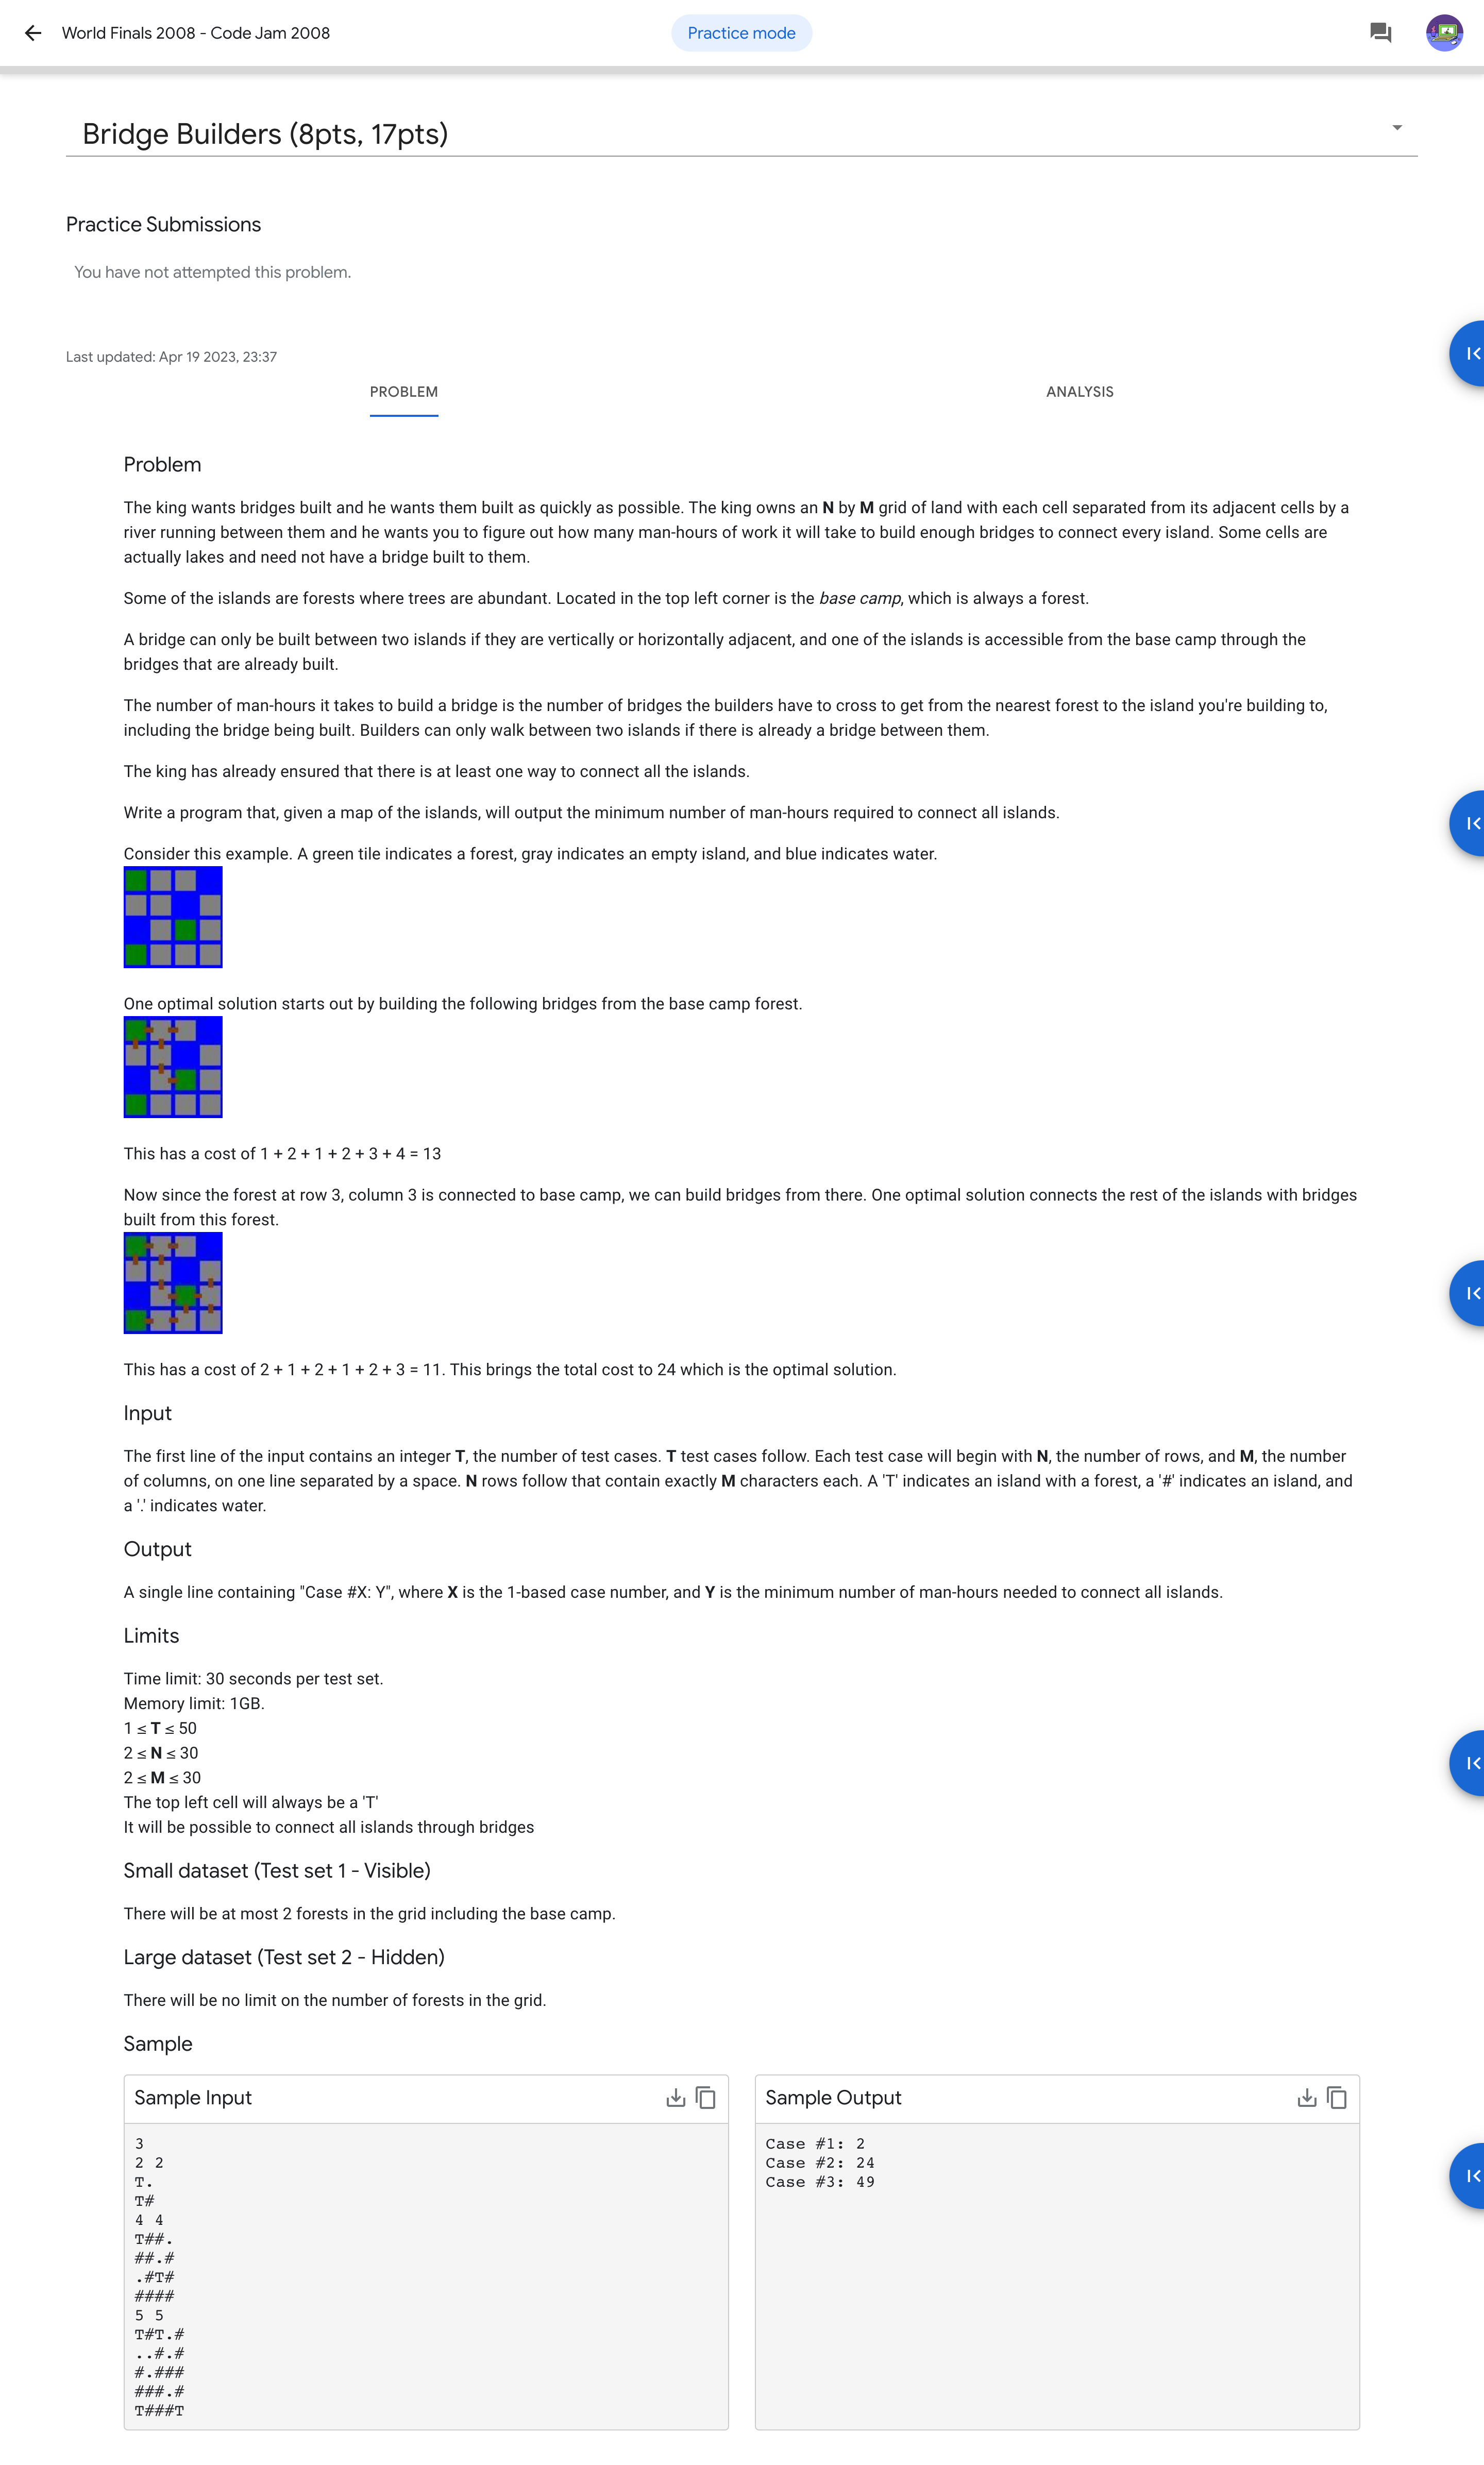 World Finals 2008 - Code Jam 2008
Practice mode
Bridge Builders (8pts, 17pts)
Practice Submissions
You have not attempted this problem.
Last updated: Apr 19 2023, 23:37
PROBLEM
ANALYSIS
Problem
The king wants bridges built and he wants them built as quickly as possible. The king owns an N by M grid of land with each cell separated from its adjacent cells by a
river running between them and he wants you to figure out how many man-hours of work it will take to build enough bridges to connect every island. Some cells are
actually lakes and need not have a bridge built to them.
Some of the islands are forests where trees are abundant. Located in the top left corner is the base camp, which is always a forest.
A bridge can only be built between two islands if they are vertically or horizontally adjacent, and one of the islands is accessible from the base camp through the
bridges that are already built.
The number of man-hours it takes to build a bridge is the number of bridges the builders have to cross to get from the nearest forest to the island you're building to,
including the bridge being built. Builders can only walk between two islands if there is already a bridge between them.
The king has already ensured that there is at least one way to connect all the islands.
Write a program that, given a map of the islands, will output the minimum number of man-hours required to connect all islands.
Consider this example. A green tile indicates a forest, gray indicates an empty island, and blue indicates water.
One optimal solution starts out by building the following bridges from the base camp forest.
This has a cost of 1 + 2 + 1 + 2 + 3 + 4 = 13
Now since the forest at row 3, column 3 is connected to base camp, we can build bridges from there. One optimal solution connects the rest of the islands with bridges
built from this forest.
This has a cost of 2 + 1 + 2 + 1 + 2 + 3 = 11. This brings the total cost to 24 which is the optimal solution.
Input
The first line of the input contains an integer T, the number of test cases. T test cases follow. Each test case will begin with N, the number of rows, and M, the number
of columns, on one line separated by a space. N rows follow that contain exactly M characters each. A 'T' indicates an island with a forest, a '#' indicates an island, and
a '.' indicates water.
Output
A single line containing "Case #X: Y", where X is the 1-based case number, and Y is the minimum number of man-hours needed to connect all islands.
Limits
Time limit: 30 seconds per test set.
Memory limit: 1GB.
1 ≤ T ≤ 50
2 ≤ N ≤ 30
2 ≤ M ≤ 30
The top left cell will always be a 'T'
It will be possible to connect all islands through bridges
Small dataset (Test set 1 - Visible)
There will be at most 2 forests in the grid including the base camp.
Large dataset (Test set 2 - Hidden)
There will be no limit on the number of forests in the grid.
Sample
Sample Input
3
2 2
T.
T#
4 4
T##.
##.#
.#T#
####
5 5
T#T.#
..#.#
#.###
###.#
T###T
Sample Output
Case #1: 2
Case #2: 24
Case #3: 49